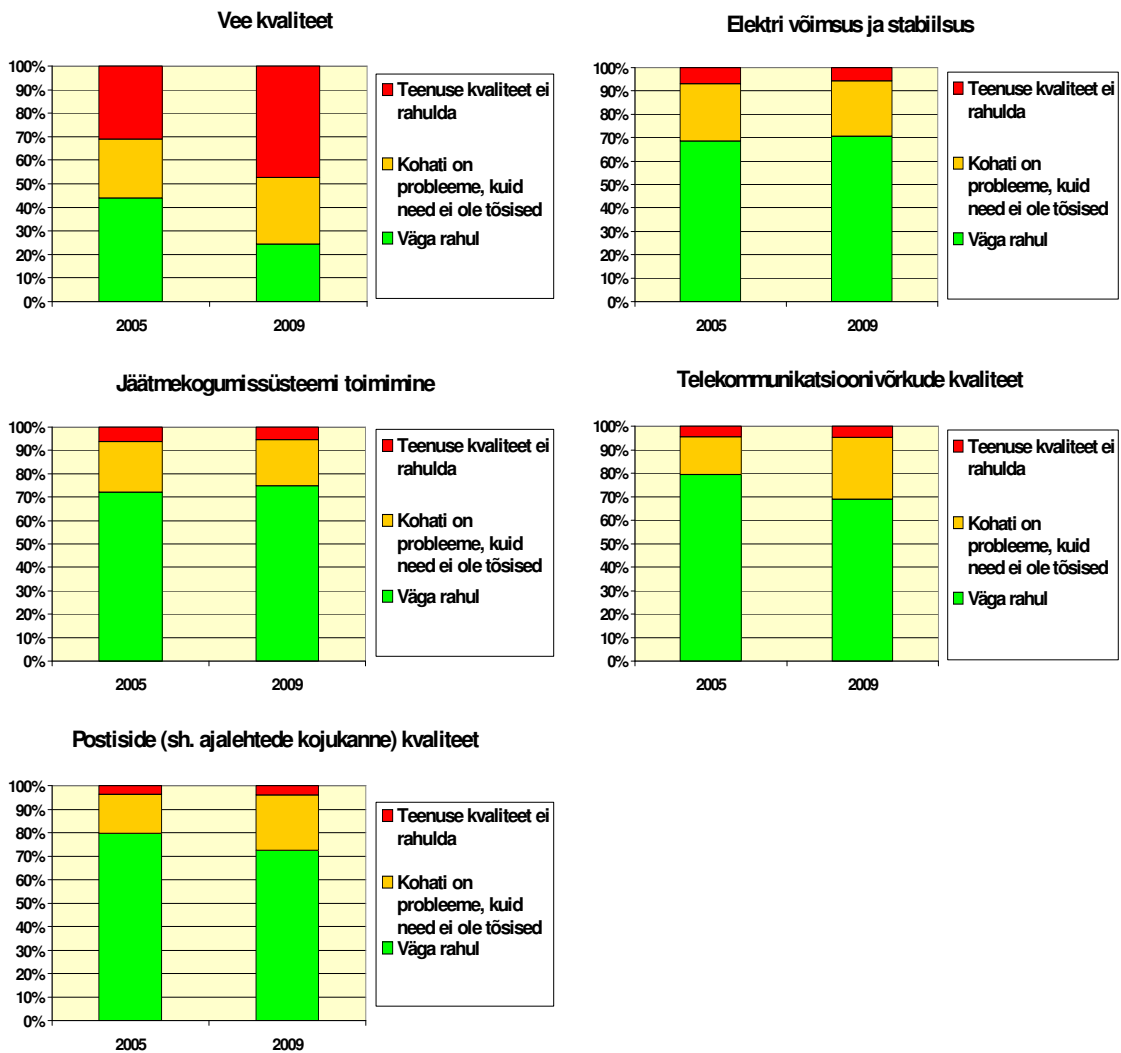 Vee kvaliteet
100%
90%
80%
70%
60%
50%
40%
30%
20%
10%
0%
2005 2009
Teenuse kvaliteet ei
rahulda
Kohati on
probleeme, kuid
need ei ole tõsised
Väga rahul
Elektri võimsus ja stabiilsus
100%
90%
80%
70%
60%
50%
40%
30%
20%
10%
0%
2005 2009
Teenuse kvaliteet ei
rahulda
Kohati on
probleeme, kuid
need ei ole tõsised
Väga rahul
Jäätmekogumissüsteemi toimimine
100%
90%
80%
70%
60%
50%
40%
30%
20%
10%
0%
2005 2009
Teenuse kvaliteet ei
rahulda
Kohati on
probleeme, kuid
need ei ole tõsised
Väga rahul
Telekommunikatsioonivõrkude kvaliteet
100%
90%
80%
70%
60%
50%
40%
30%
20%
10%
0%
2005 2009
Teenuse kvaliteet ei
rahulda
Kohati on
probleeme, kuid
need ei ole tõsised
Väga rahul
Postiside (sh. ajalehtede kojukanne) kvaliteet
100%
90%
80%
70%
60%
50%
40%
30%
20%
10%
0%
2005 2009
Teenuse kvaliteet ei
rahulda
Kohati on
probleeme, kuid
need ei ole tõsised
Väga rahul